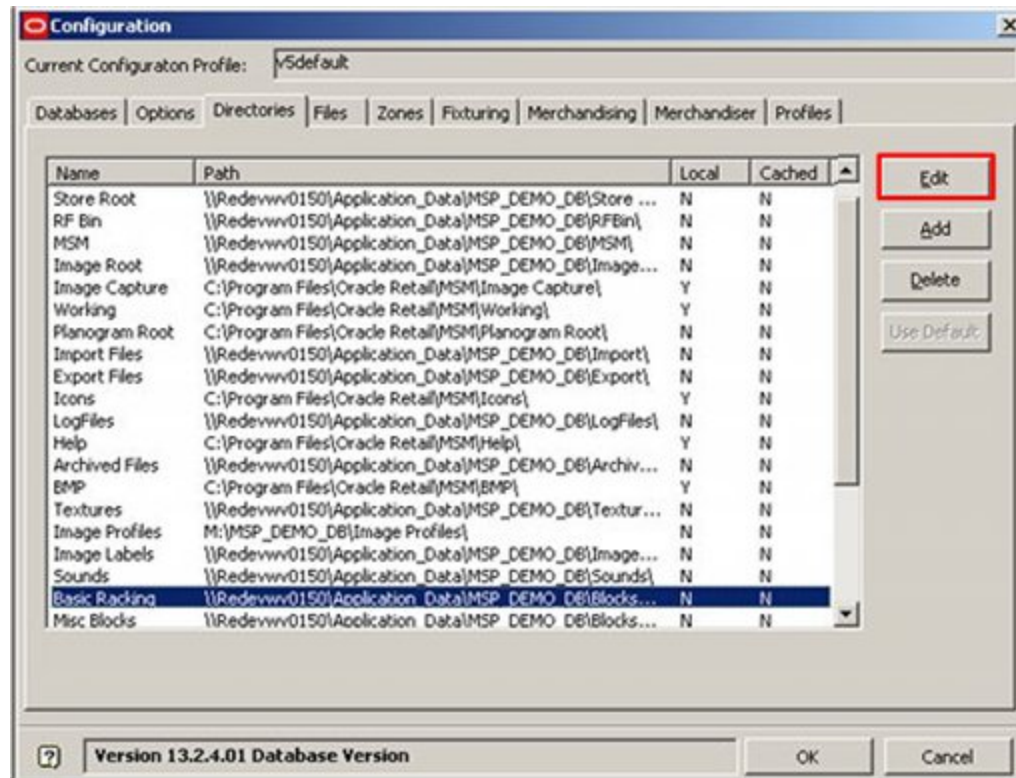 Configuration
Current Configuraton Profile: v5default
Databases Options Directories Files Zones Fixturing Merchandising Merchandiser Profiles
Name Path Local Cached
Store Root \\Redevwv0150\Application_Data\MSP_DEMO_DB\Store ... N N
RF Bin \\Redevwv0150\Application_Data\MSP_DEMO_DB\RFBin\ N N
MSM \\Redevwv0150\Application_Data\MSP_DEMO_DB\MSM\ N N
Image Root \\Redevwv0150\Application_Data\MSP_DEMO_DB\Image... N N
Image Capture C:\Program Files\Oracle Retail\MSM\Image Capture\ Y N
Working C:\Program Files\Oracle Retail\MSM\Working\ Y N
Planogram Root C:\Program Files\Oracle Retail\MSM\Planogram Root\ N N
Import Files \\Redevwv0150\Application_Data\MSP_DEMO_DB\Import\ N N
Export Files \\Redevwv0150\Application_Data\MSP_DEMO_DB\Export\ N N
Icons C:\Program Files\Oracle Retail\MSM\Icons\ Y N
LogFiles \\Redevwv0150\Application_Data\MSP_DEMO_DB\LogFiles\ N N
Help C:\Program Files\Oracle Retail\MSM\Help\ Y N
Archived Files \\Redevwv0150\Application_Data\MSP_DEMO_DB\Archiv... N N
BMP C:\Program Files\Oracle Retail\MSM\BMP\ Y N
Textures \\Redevwv0150\Application_Data\MSP_DEMO_DB\Textur... N N
Image Profiles M:\MSP_DEMO_DB\Image Profiles\ N N
Image Labels \\Redevwv0150\Application_Data\MSP_DEMO_DB\Image... N N
Sounds \\Redevwv0150\Application_Data\MSP_DEMO_DB\Sounds\ N N
Basic Racking \\Redevwv0150\Application_Data\MSP_DEMO_DB\Blocks... N N
Misc Blocks \\Redevwv0150\Application_Data\MSP_DEMO_DB\Blocks... N N
Edit
Add
Delete
Use Default
Version 13.2.4.01 Database Version
OK Cancel